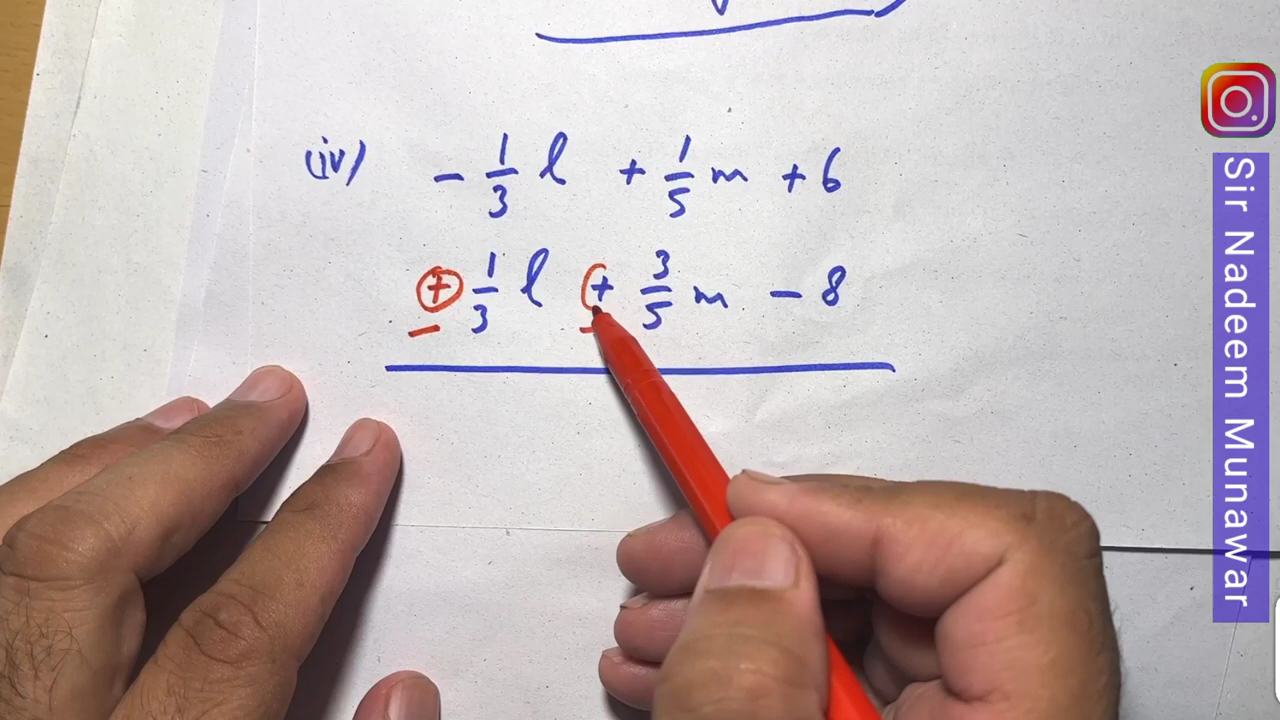 (iv) - 1/3 l + 1/5 m + 6
+ 1/3 l + 3/5 m - 8
- -
Sir Nadeem Munawar